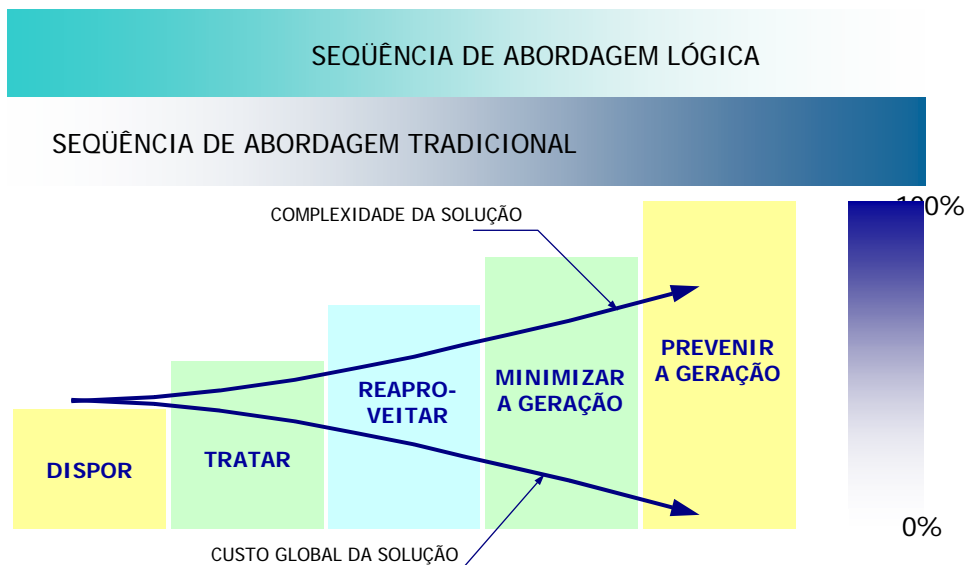 SEQÜÊNCIA DE ABORDAGEM LÓGICA
SEQÜÊNCIA DE ABORDAGEM TRADICIONAL
COMPLEXIDADE DA SOLUÇÃO
100%
PREVENIR
A GERAÇÃO
MINIMIZAR
A GERAÇÃO
REAPRO-
VEITAR
TRATAR
DISPOR
0%
CUSTO GLOBAL DA SOLUÇÃO